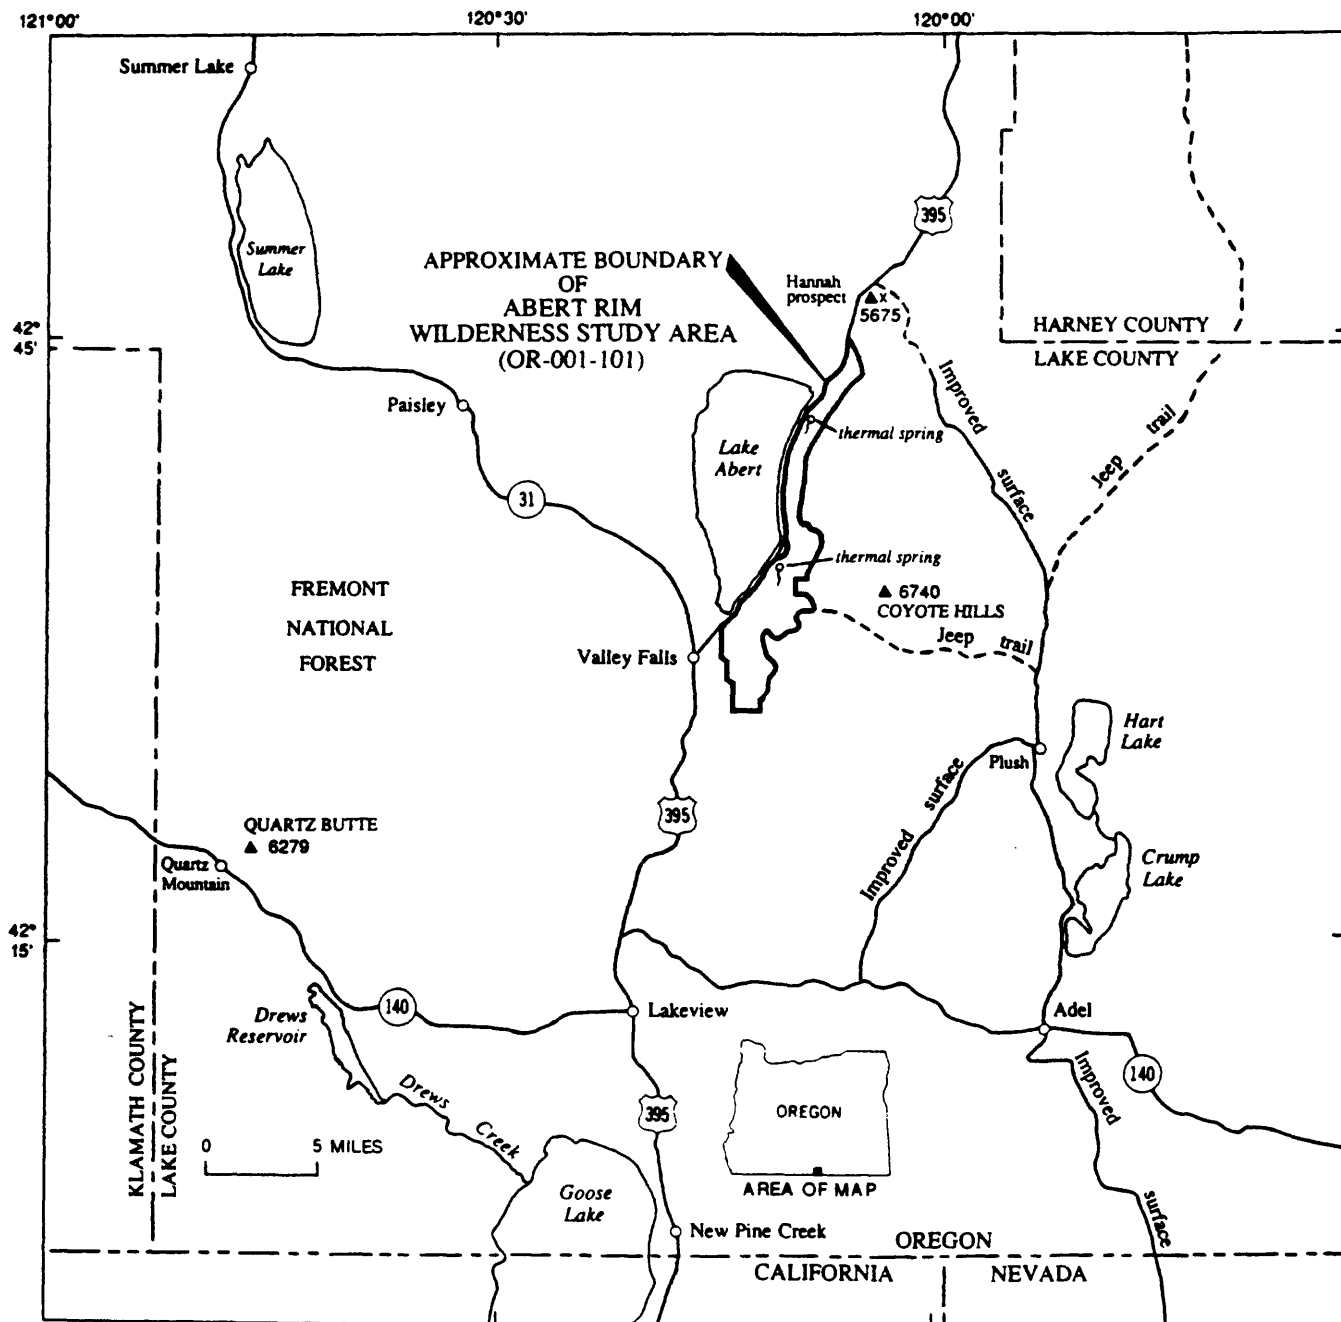 121°00'
120°30'
120°00'
Summer Lake
395
Summer
Lake
APPROXIMATE BOUNDARY
OF
ABERT RIM
WILDERNESS STUDY AREA
(OR-001-101)
Hannah
prospect
x
5675
42°
45'
HARNEY COUNTY
LAKE COUNTY
Improved
surface
Paisley
Jeep
trail
thermal spring
Lake
Abert
31
thermal spring
FREMONT
NATIONAL
FOREST
6740
COYOTE HILLS
Jeep
trail
Valley Falls
Hart
Lake
Plush
Improved
surface
395
QUARTZ BUTTE
6279
Quartz
Mountain
Crump
Lake
42°
15'
140
Lakeview
Adel
Drews
Reservoir
KLAMATH COUNTY
LAKE COUNTY
Drews
Creek
395
OREGON
AREA OF MAP
Improved
surface
140
0
5 MILES
Goose
Lake
New Pine Creek
OREGON
CALIFORNIA
NEVADA